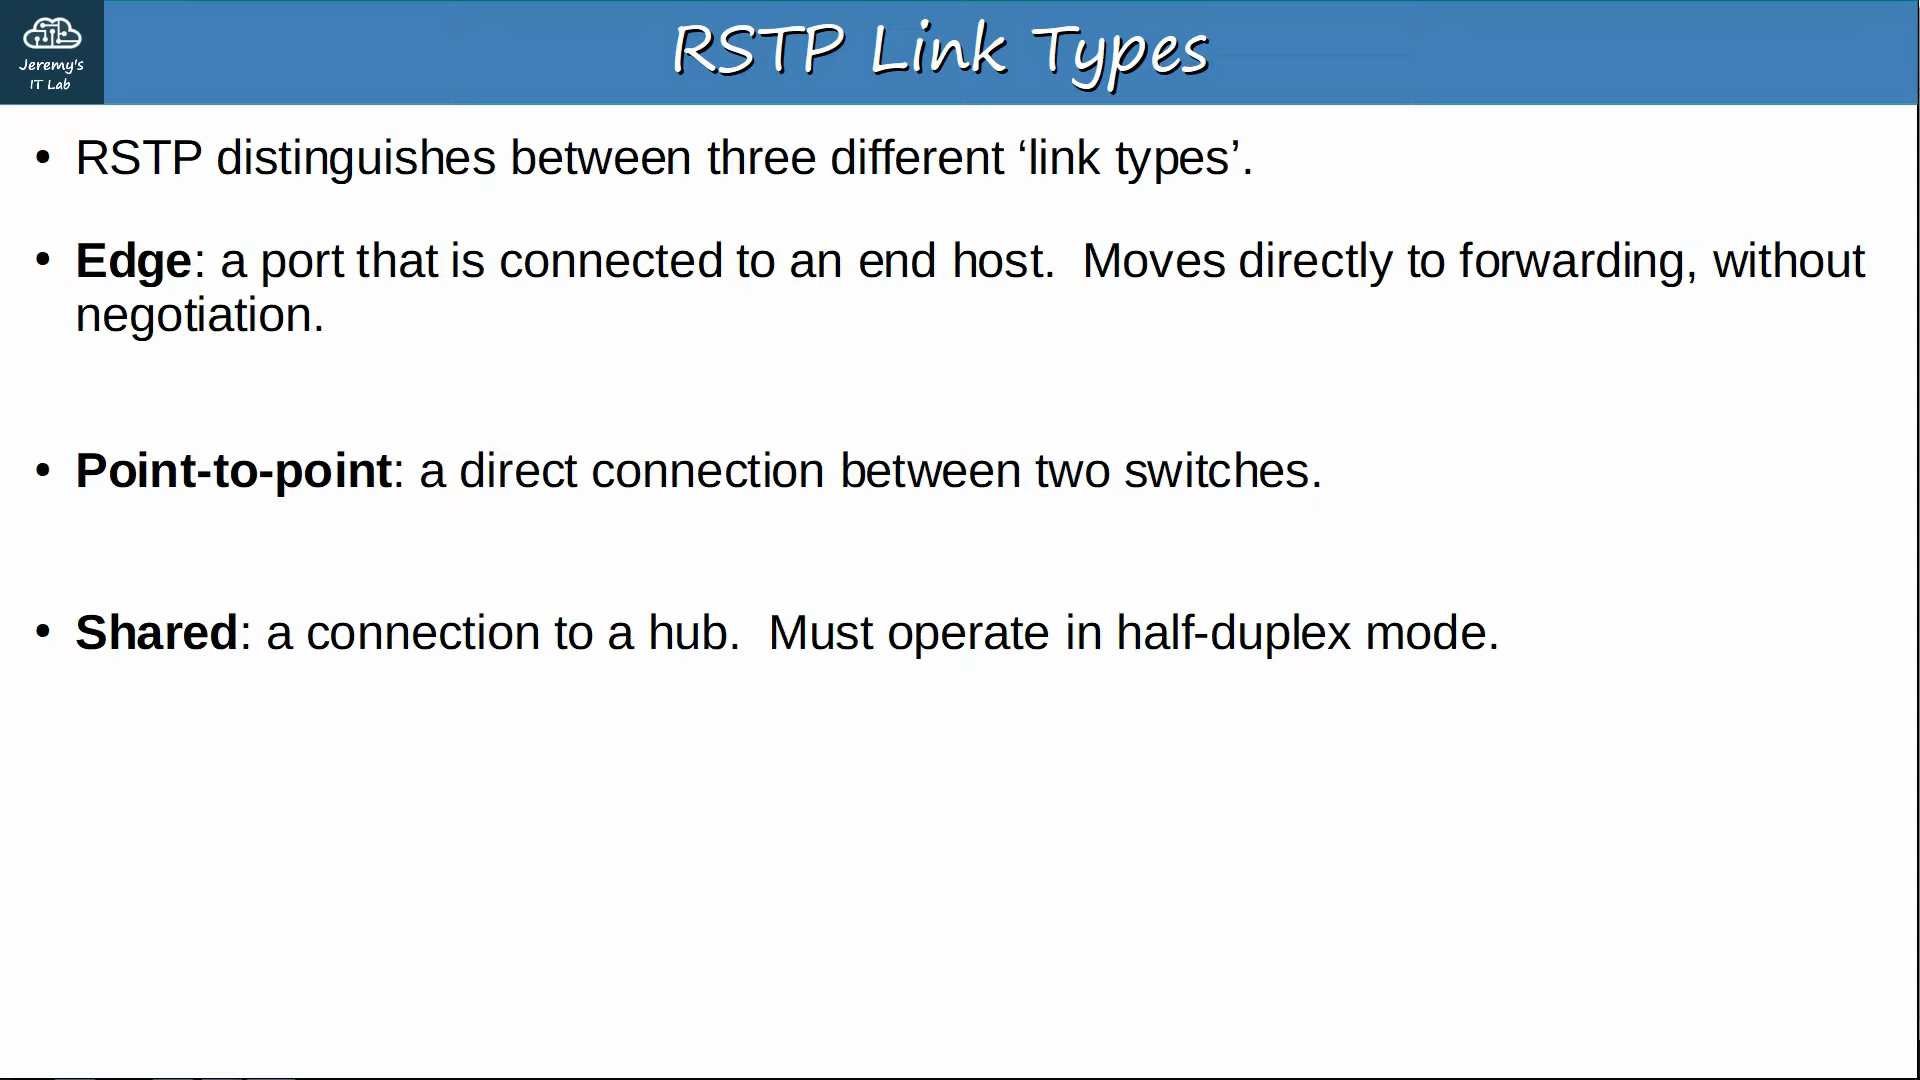 Jeremy's
IT Lab
RSTP Link Types
• RSTP distinguishes between three different ‘link types’.
• Edge: a port that is connected to an end host.  Moves directly to forwarding, without
negotiation.
• Point-to-point: a direct connection between two switches.
• Shared: a connection to a hub.  Must operate in half-duplex mode.